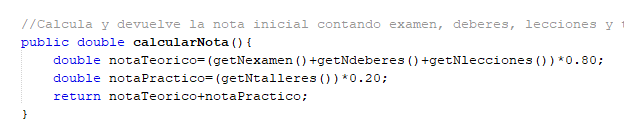 //Calcula y devuelve la nota inicial contando examen, deberes, lecciones y
public double calcularNota(){
double notaTeorico=(getNexamen()+getNdeberes()+getNlecciones())*0.80;
double notaPractico=(getNtalleres())*0.20;
return notaTeorico+notaPractico;
}